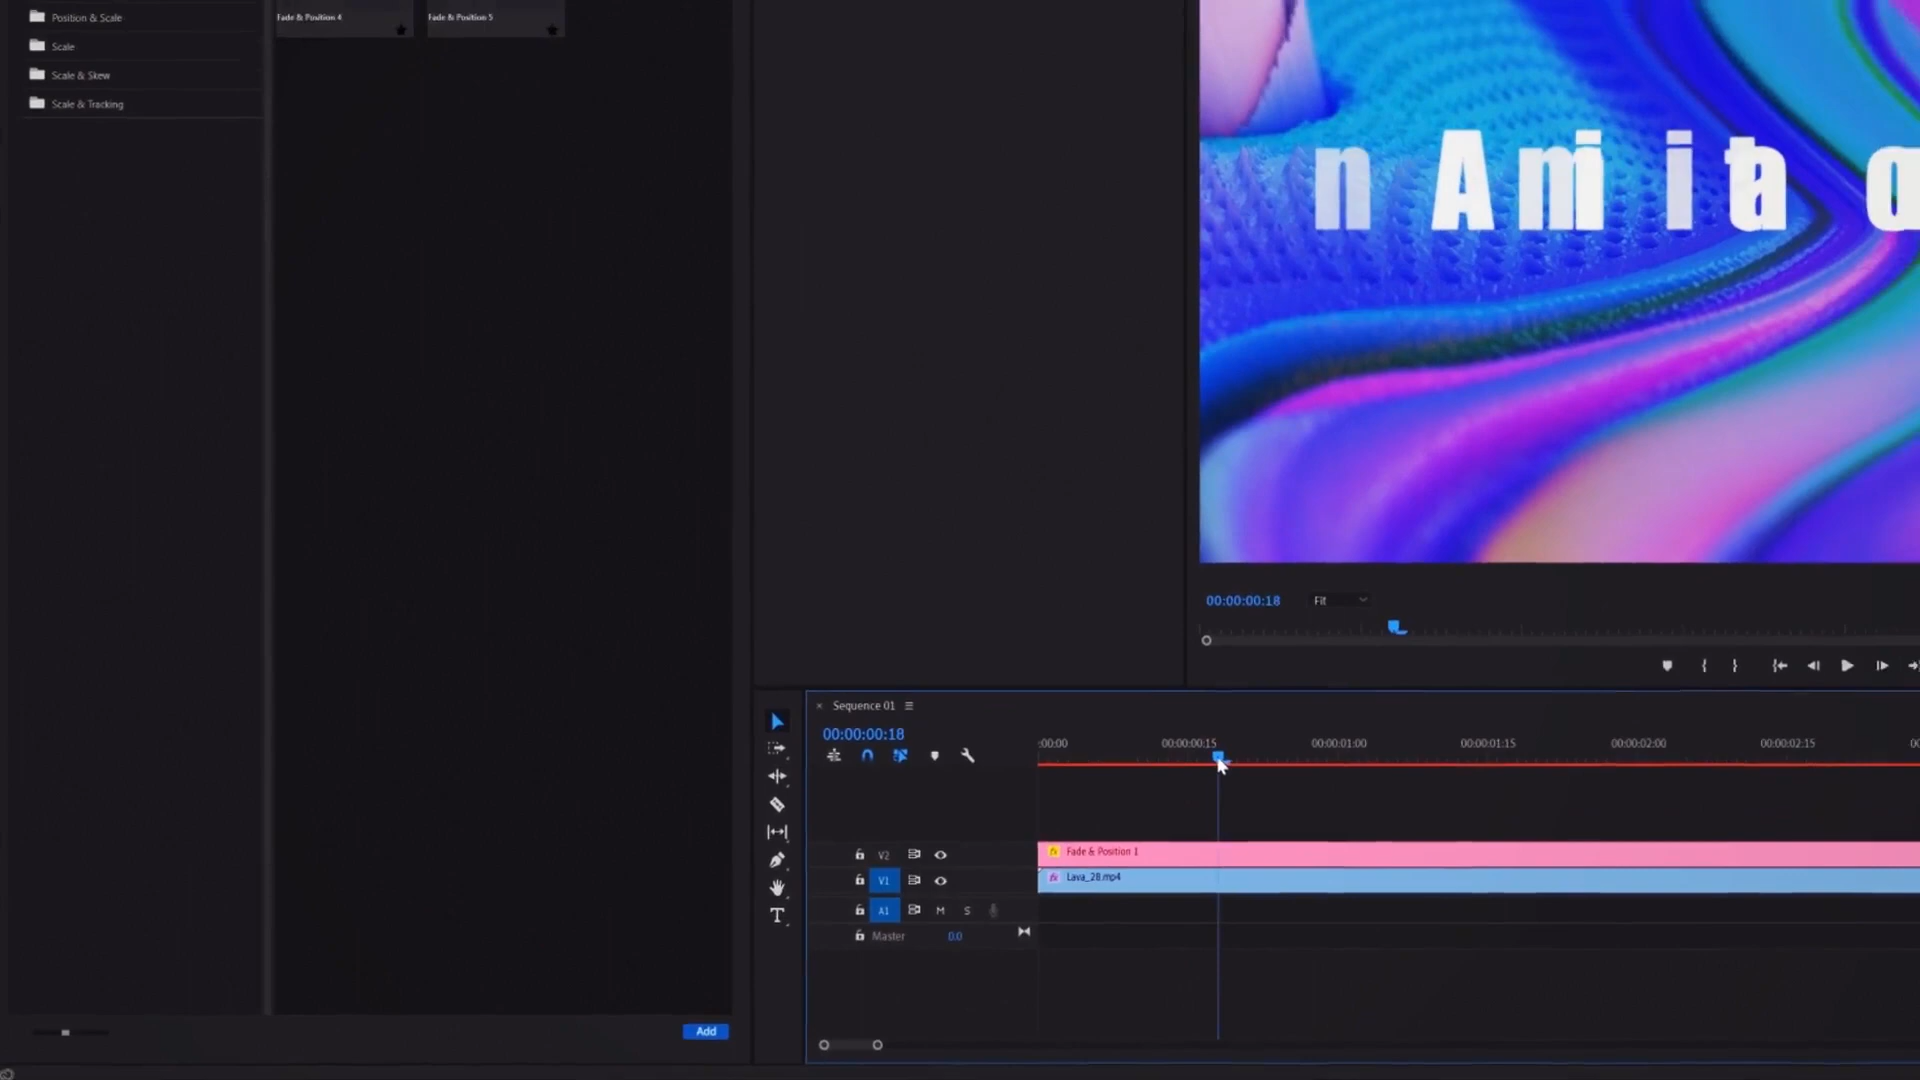 Position & Scale
Scale
Scale & Skew
Scale & Tracking
Fade & Position 4
Fade & Position 5
00:00:00:18
Fit
Sequence 01
00:00:00:18
:00:00
00:00:00:15
00:00:01:00
00:00:01:15
00:00:02:00
00:00:02:15
V2
fx Fade & Position 1
V1
fx Lava_28.mp4
A1 M S
Master 0.0
Add